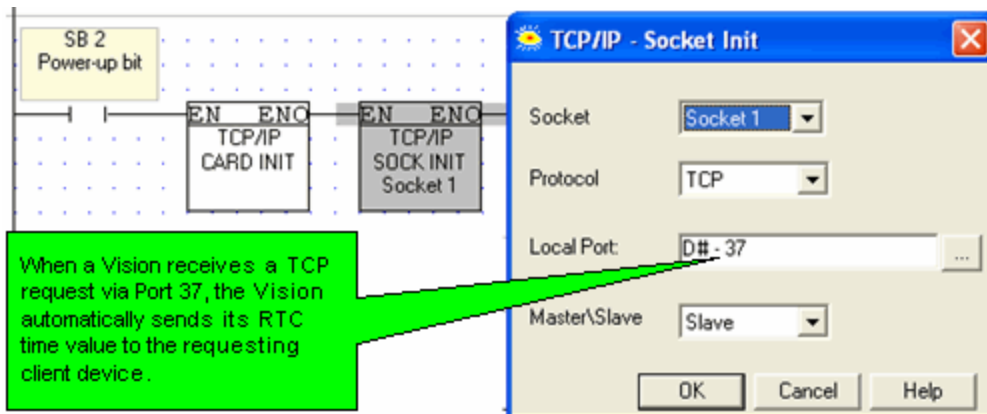 SB 2
Power-up bit
EN ENO
TCP/IP
CARD INIT
EN ENO
TCP/IP
SOCK INIT
Socket 1
When a Vision receives a TCP
request via Port 37, the Vision
automatically sends its RTC
time value to the requesting
client device.
TCP/IP - Socket Init
Socket
Socket 1
Protocol
TCP
Local Port:
D# - 37
...
Master\Slave
Slave
OK
Cancel
Help